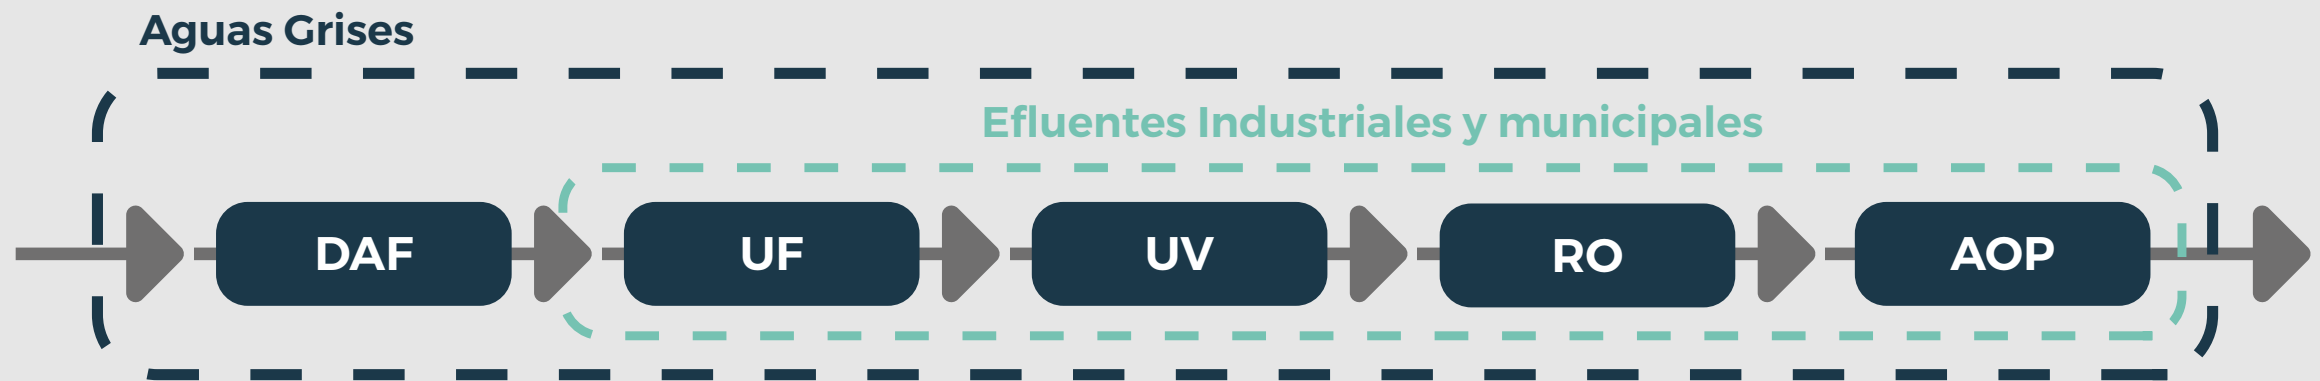 Aguas Grises
Efluentes Industriales y municipales
DAF
UF
UV
RO
AOP